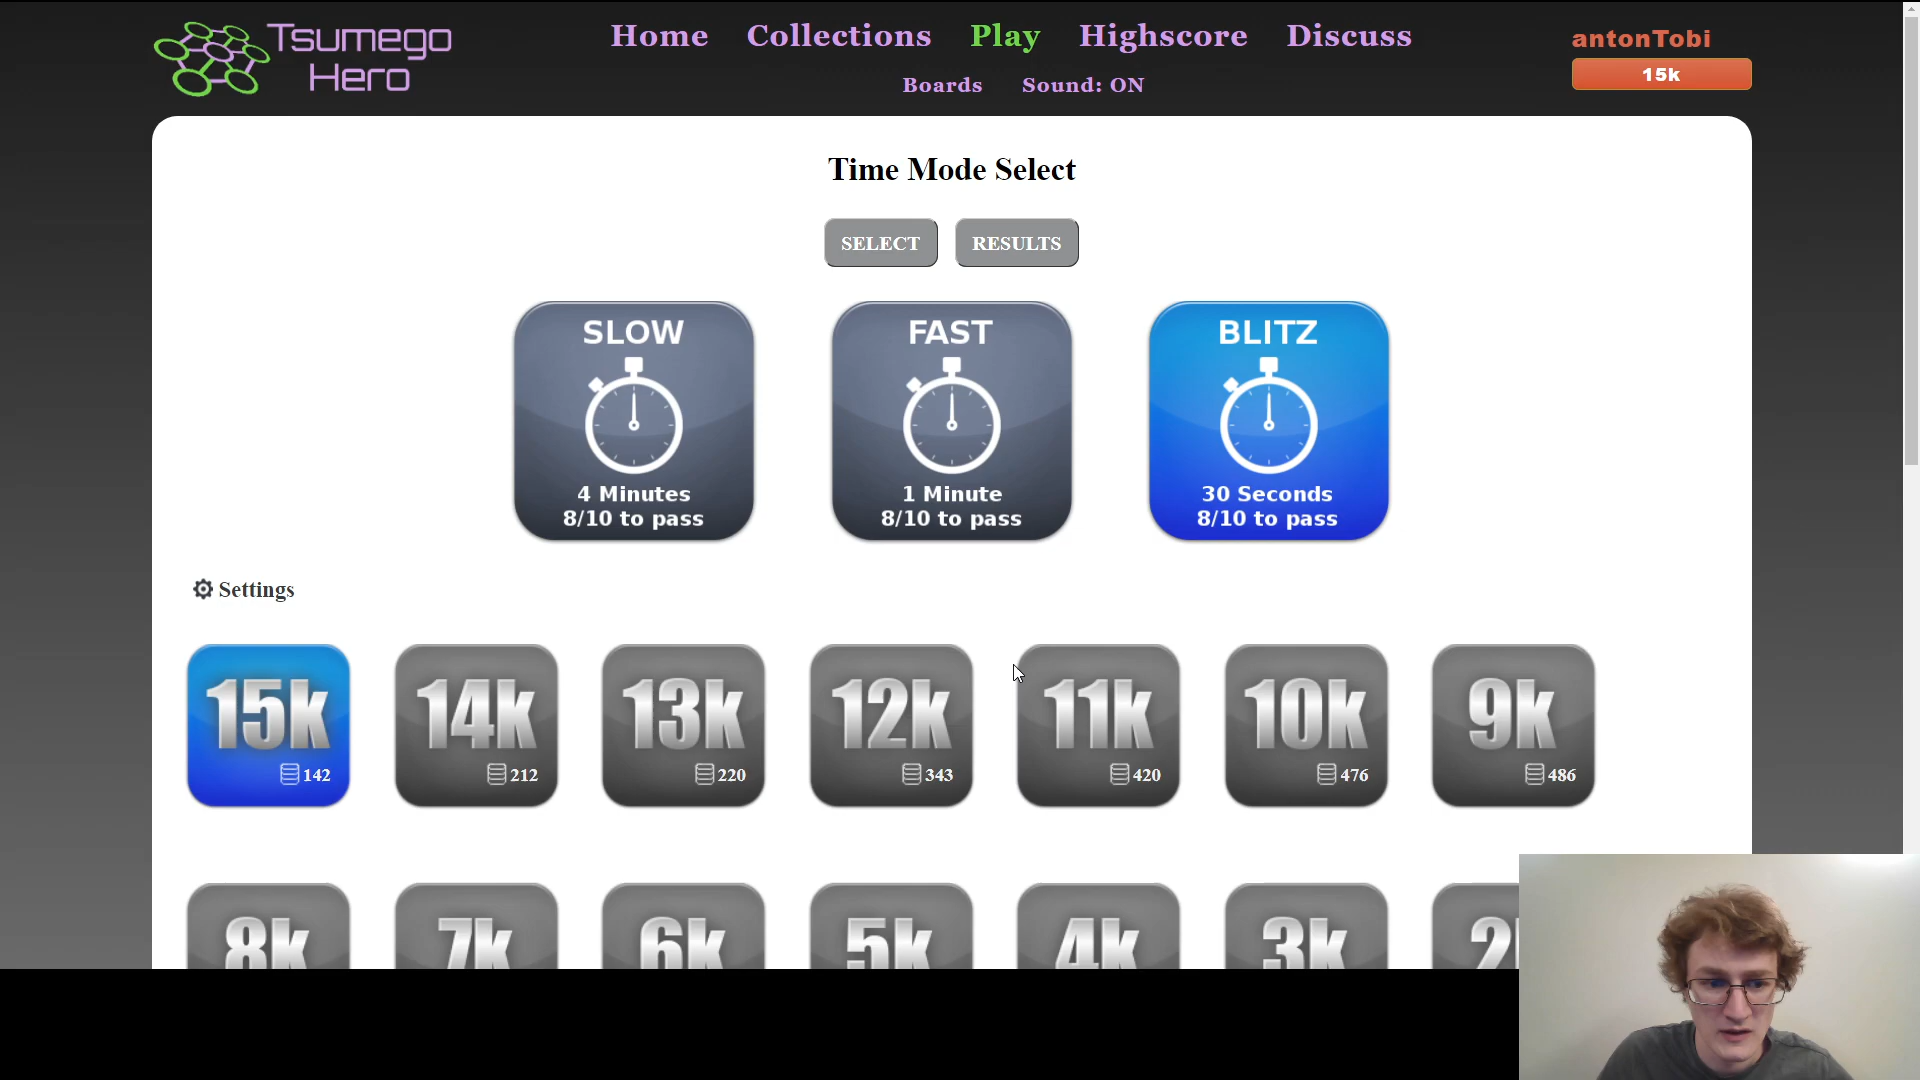 Tsumego
Hero
Home Collections Play Highscore Discuss
Boards Sound: ON
antonTobi
15k
Time Mode Select
SELECT RESULTS
SLOW
4 Minutes
8/10 to pass
FAST
1 Minute
8/10 to pass
BLITZ
30 Seconds
8/10 to pass
Settings
15k
142
14k
212
13k
220
12k
343
11k
420
10k
476
9k
486
8k
7k
6k
5k
4k
3k